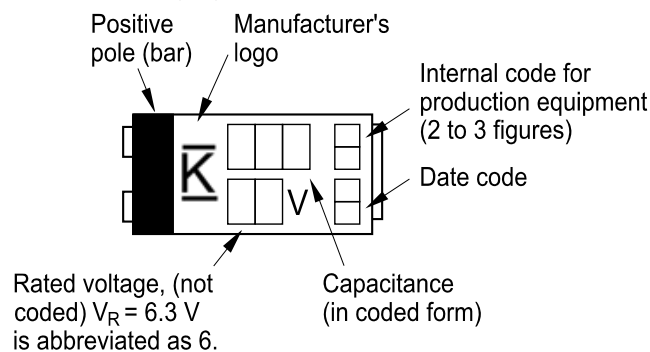 Positive
pole (bar)
Manufacturer's
logo
Internal code for
production equipment
(2 to 3 figures)
Date code
K
V
Rated voltage, (not
coded) VR = 6.3 V
is abbreviated as 6.
Capacitance
(in coded form)